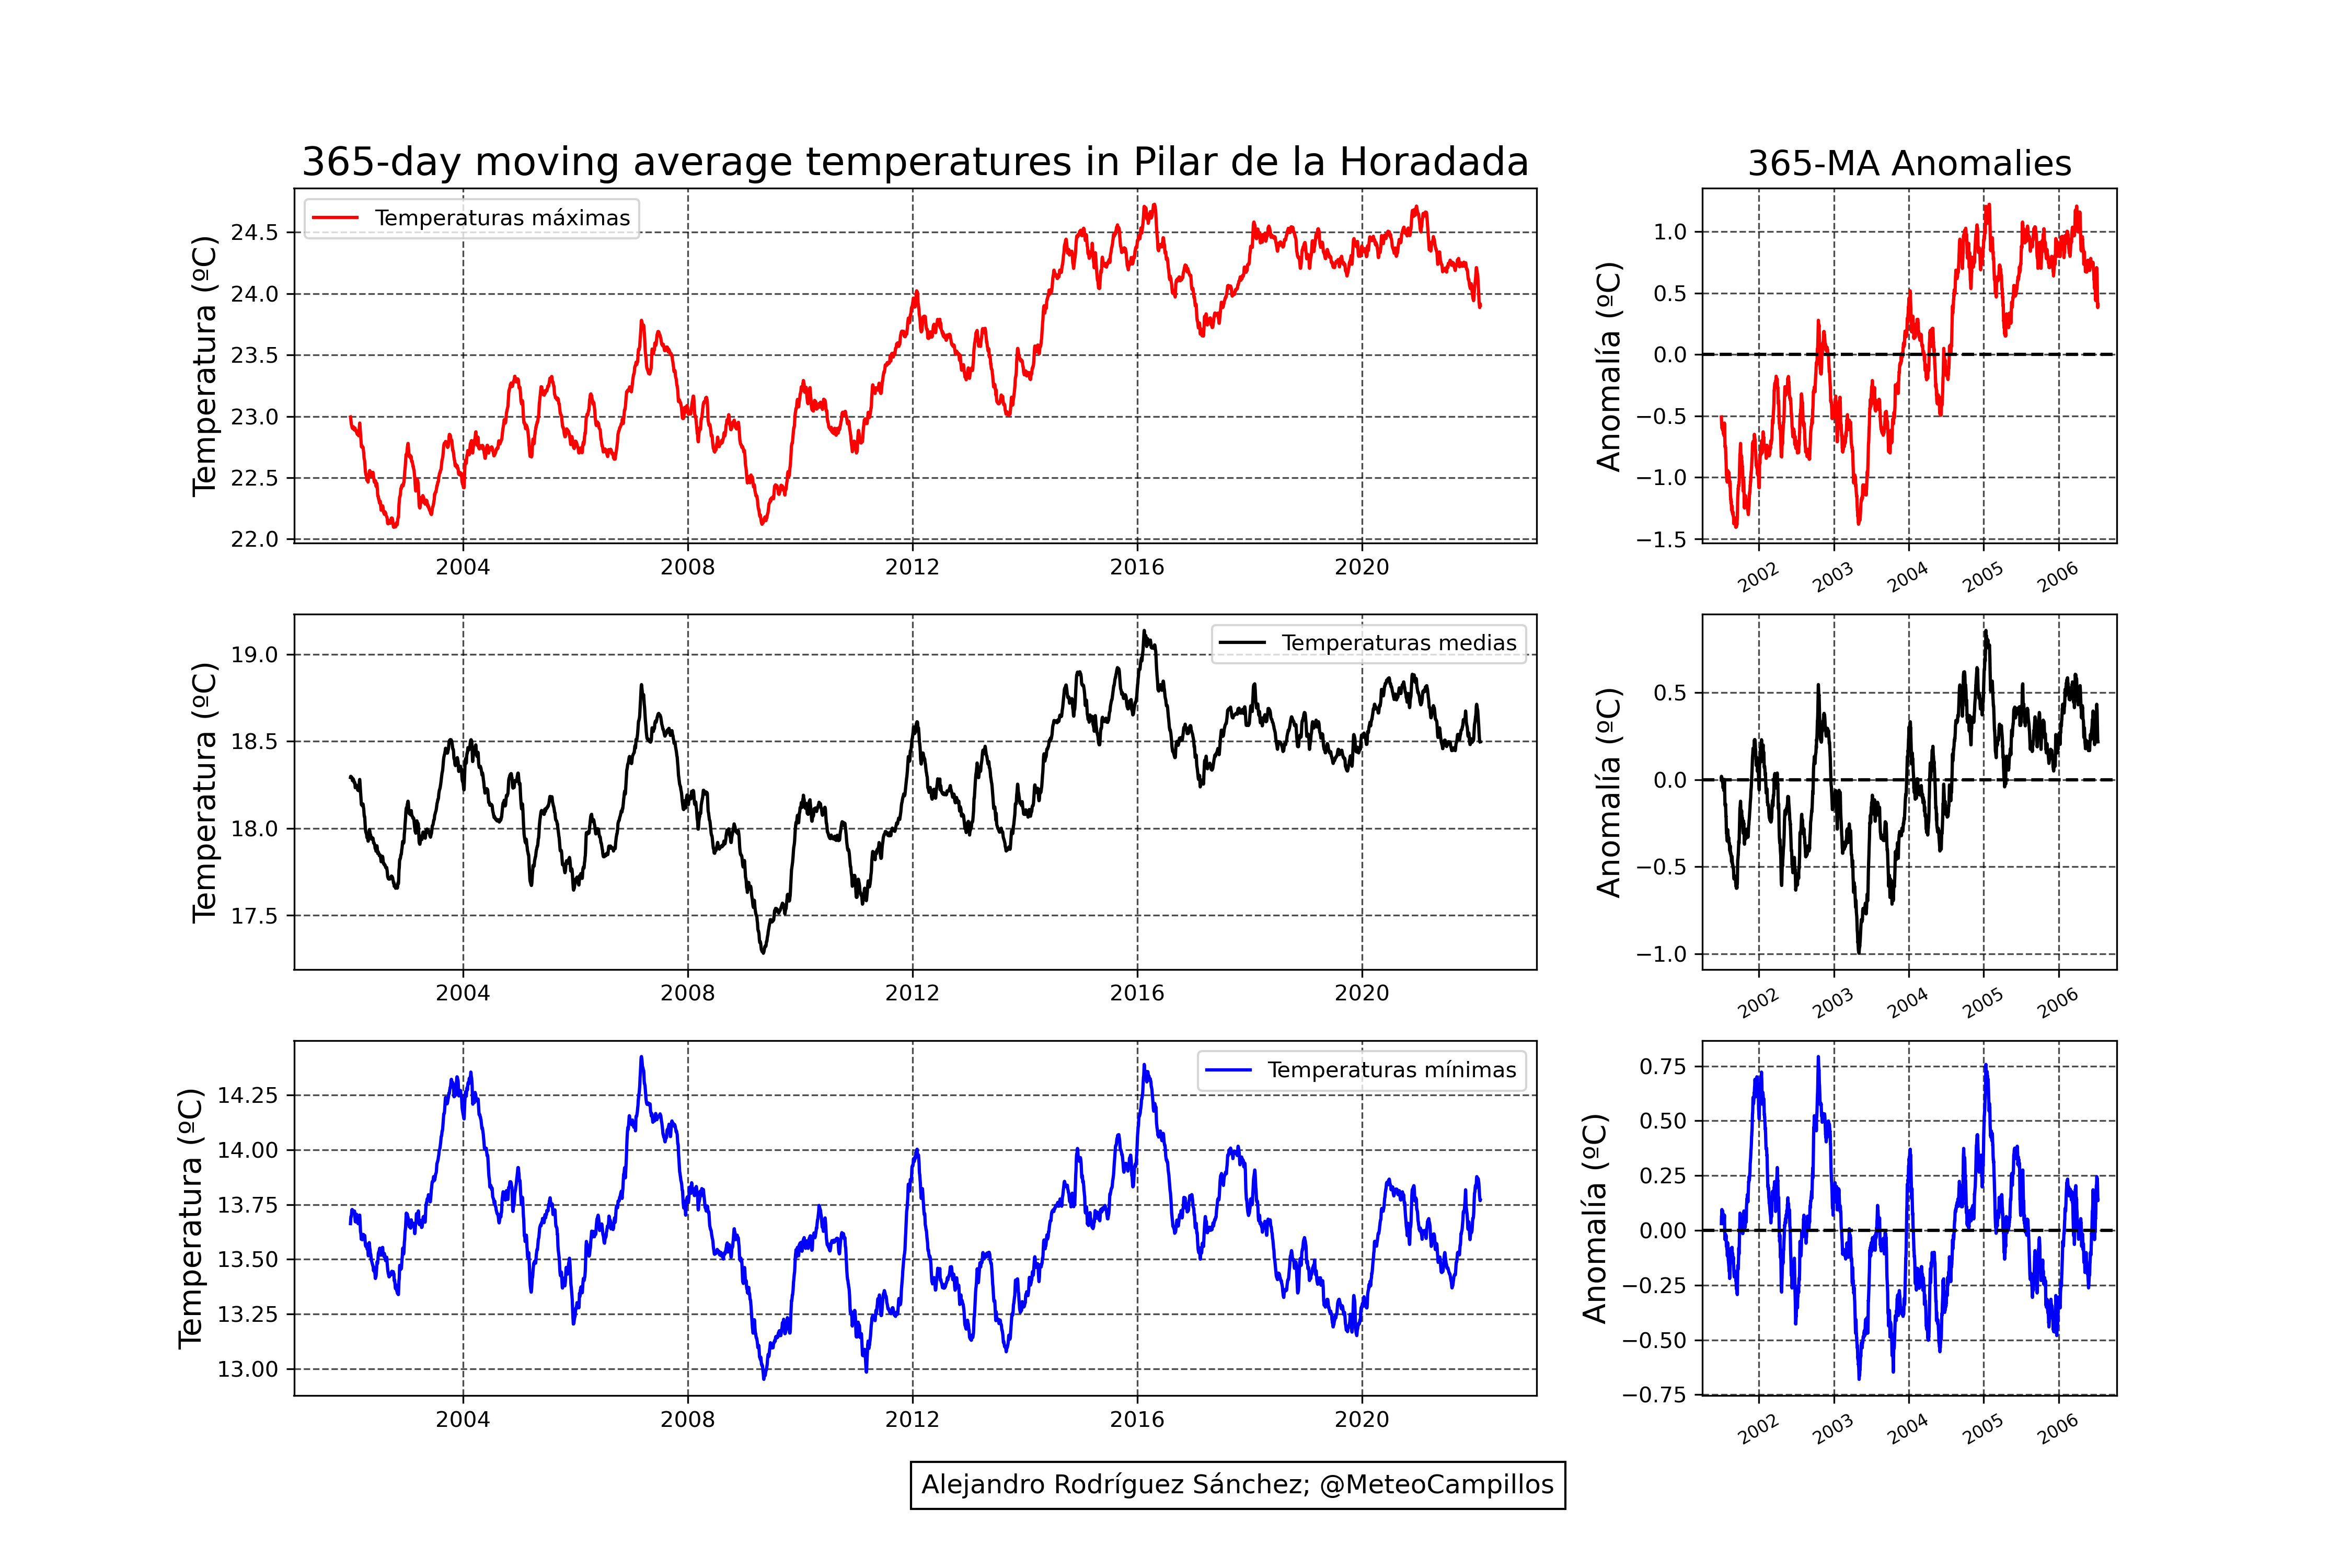 365-day moving average temperatures in Pilar de la Horadada
365-MA Anomalies
Temperatura (ºC)
24.5
24.0
23.5
23.0
22.5
22.0
Temperaturas máximas
2004 2008 2012 2016 2020
Anomalía (ºC)
1.0
0.5
0.0
−0.5
−1.0
−1.5
2002 2003 2004 2005 2006
Temperatura (ºC)
19.0
18.5
18.0
17.5
Temperaturas medias
2004 2008 2012 2016 2020
Anomalía (ºC)
0.5
0.0
−0.5
−1.0
2002 2003 2004 2005 2006
Temperatura (ºC)
14.25
14.00
13.75
13.50
13.25
13.00
Temperaturas mínimas
2004 2008 2012 2016 2020
Anomalía (ºC)
0.75
0.50
0.25
0.00
−0.25
−0.50
−0.75
2002 2003 2004 2005 2006
Alejandro Rodríguez Sánchez; @MeteoCampillos